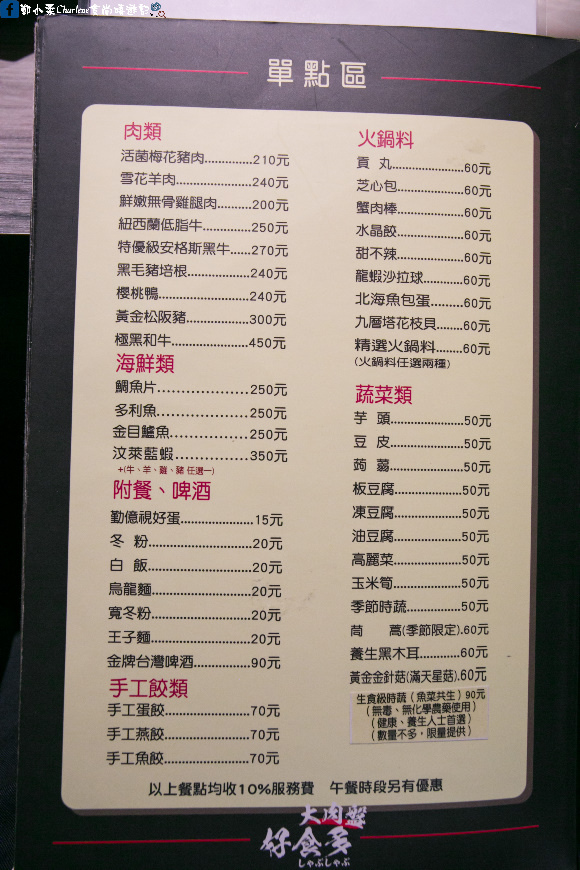 鄭小柔Charlene食尚好遊記
單點區
肉類
活菌梅花豬肉..............210元
雪花羊肉......................240元
鮮嫩無骨雞腿肉..........200元
紐西蘭低脂牛..............250元
特優級安格斯黑牛......270元
黑毛豬培根..................240元
櫻桃鴨..........................240元
黃金松阪豬..................300元
極黑和牛......................450元
海鮮類
鯛魚片..................250元
多利魚..................250元
金目鱸魚...............250元
汶萊藍蝦...............350元
+(牛、羊、雞、豬 任選一)
附餐、啤酒
勤億視好蛋......................15元
冬 粉...............................20元
白 飯...............................20元
烏龍麵..............................20元
寬冬粉..............................20元
王子麵..............................20元
金牌台灣啤酒.................90元
手工餃類
手工蛋餃.........................70元
手工燕餃.........................70元
手工魚餃.........................70元
火鍋料
貢 丸......................60元
芝心包....................60元
蟹肉棒....................60元
水晶餃....................60元
甜不辣....................60元
龍蝦沙拉球............60元
北海魚包蛋..........60元
九層塔花枝貝........60元
精選火鍋料........60元
(火鍋料任選兩種)
蔬菜類
芋 頭......................50元
豆 皮......................50元
蒟 蒻......................50元
板豆腐....................50元
凍豆腐....................50元
油豆腐....................50元
高麗菜....................50元
玉米筍....................50元
季節時蔬................50元
茼 蒿(季節限定).60元
養生黑木耳............60元
黃金金針菇(滿天星菇).60元
生食級時蔬(魚菜共生)90元
(無毒、無化學農藥使用)
(健康、養生人士首選)
(數量不多,限量提供)
以上餐點均收10%服務費 午餐時段另有優惠
大肉盤
好食多
しゃぶしゃぶ